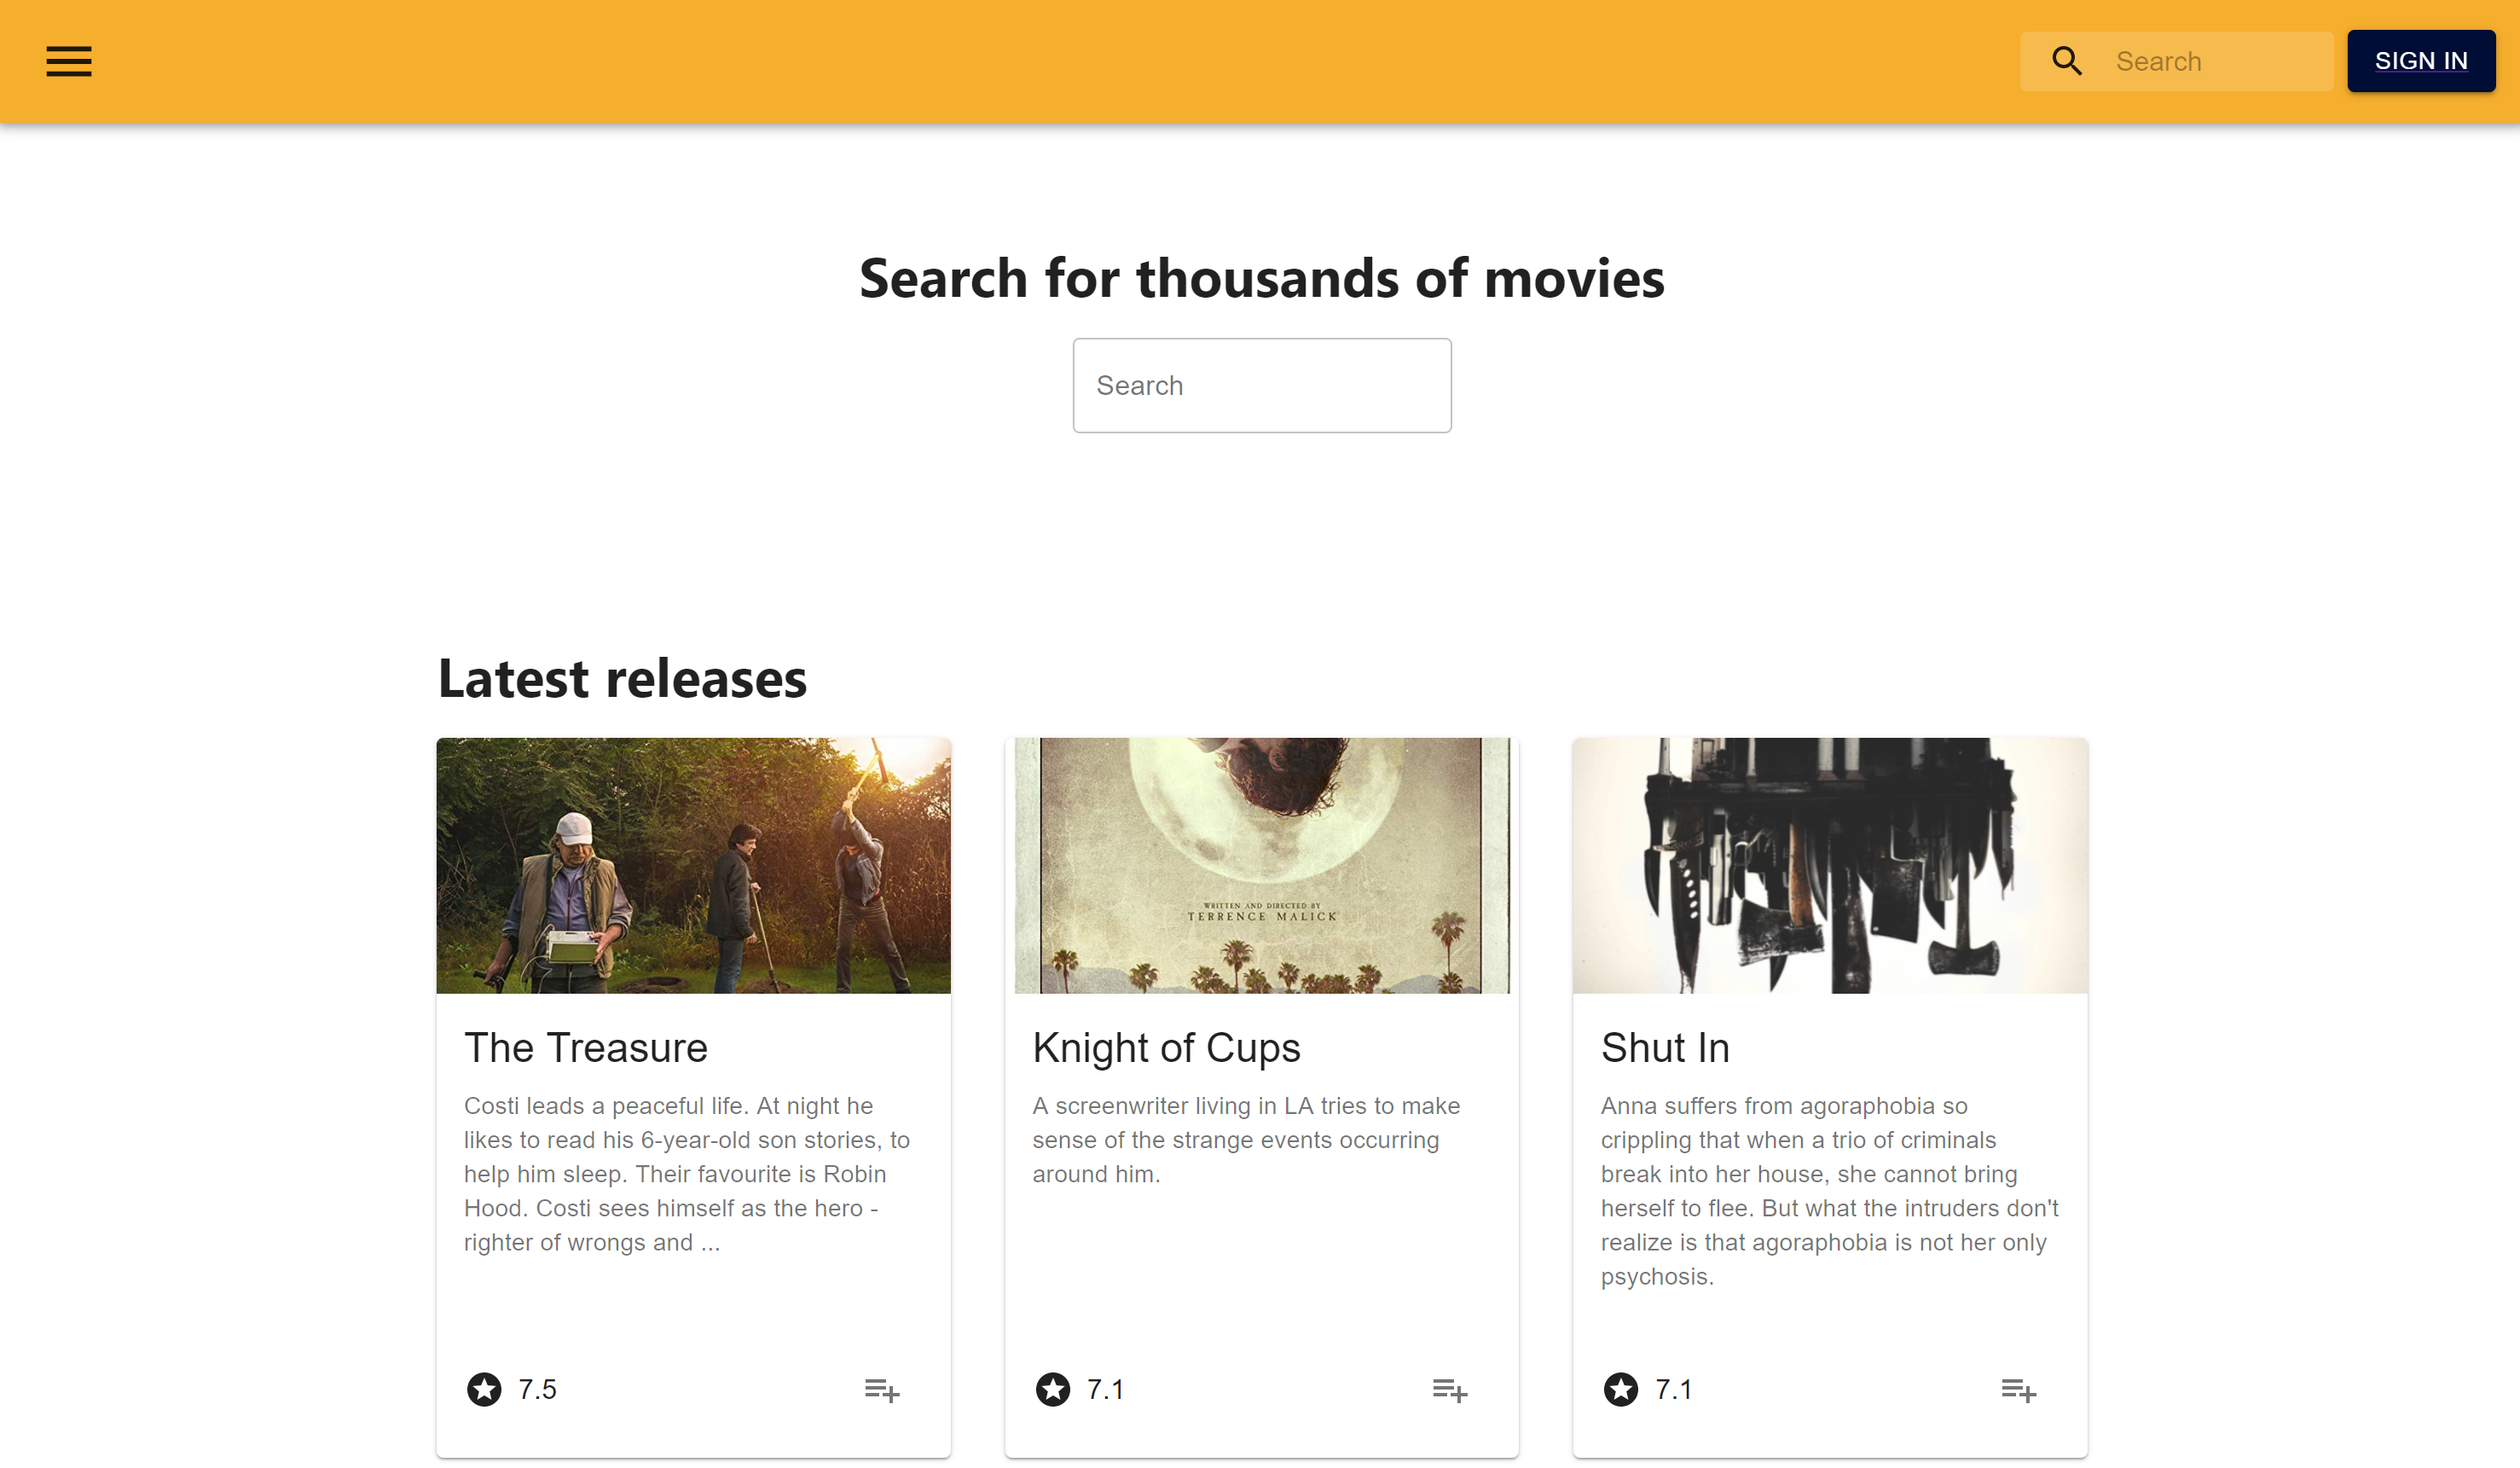 Search
SIGN IN
Search for thousands of movies
Search
Latest releases
WRITTEN AND DIRECTED BY
TERRENCE MALICK
The Treasure
Costi leads a peaceful life. At night he
likes to read his 6-year-old son stories, to
help him sleep. Their favourite is Robin
Hood. Costi sees himself as the hero -
righter of wrongs and ...
7.5
Knight of Cups
A screenwriter living in LA tries to make
sense of the strange events occurring
around him.
7.1
Shut In
Anna suffers from agoraphobia so
crippling that when a trio of criminals
break into her house, she cannot bring
herself to flee. But what the intruders don't
realize is that agoraphobia is not her only
psychosis.
7.1